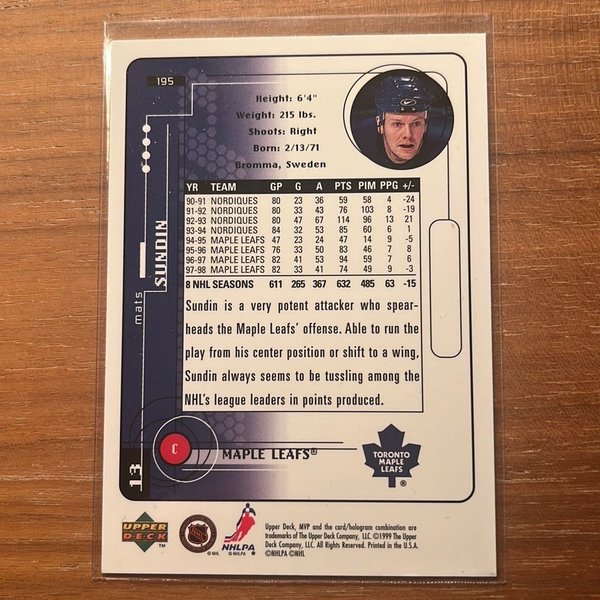 195
Height: 6'4"
Weight: 215 lbs.
Shoots: Right
Born: 2/13/71
Bromma, Sweden
mats
SUNDIN
YR TEAM GP G A PTS PIM PPG +/-
90-91 NORDIQUES 80 23 36 59 58 4 -24
91-92 NORDIQUES 80 33 43 76 103 8 -19
92-93 NORDIQUES 80 47 67 114 96 13 21
93-94 NORDIQUES 84 32 53 85 60 6 1
94-95 MAPLE LEAFS 47 23 24 47 14 9 -5
95-96 MAPLE LEAFS 76 33 50 83 46 7 8
96-97 MAPLE LEAFS 82 41 53 94 59 7 6
97-98 MAPLE LEAFS 82 33 41 74 49 9 -3
8 NHL SEASONS 611 265 367 632 485 63 -15
Sundin is a very potent attacker who spear-
heads the Maple Leafs' offense. Able to run the
play from his center position or shift to a wing,
Sundin always seems to be tussling among the
NHL's league leaders in points produced.
13
C
MAPLE LEAFS®
TORONTO
MAPLE
LEAFS
®
UPPER
DECK
™
NHL
© NHL
NHLPA
© NHLPA
Upper Deck, MVP and the card/hologram combination are
trademarks of The Upper Deck Company, LLC. ©1999 The Upper
Deck Company, LLC. All Rights Reserved. Printed in the U.S.A.
©NHLPA ©NHL